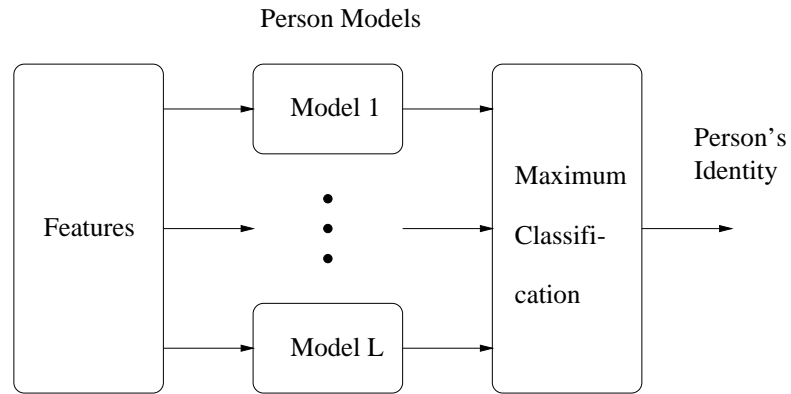 Person Models
Features
Model 1
Model L
Maximum
Classifi-
cation
Person’s
Identity